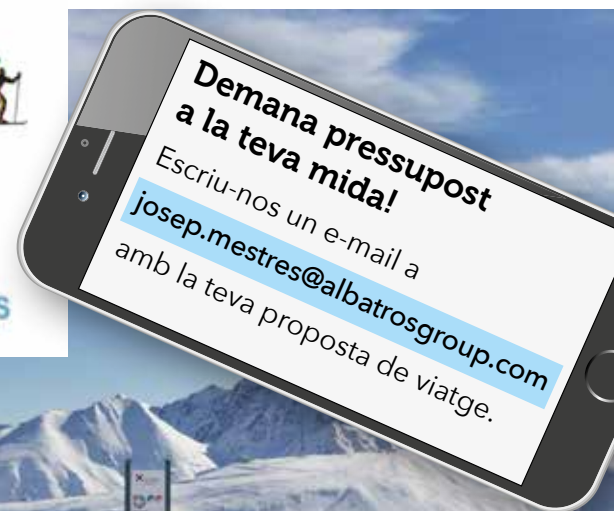 Demana pressupost
a la teva mida!
Escriu-nos un e-mail a
josep.mestres@albatrosgroup.com
amb la teva proposta de viatge.